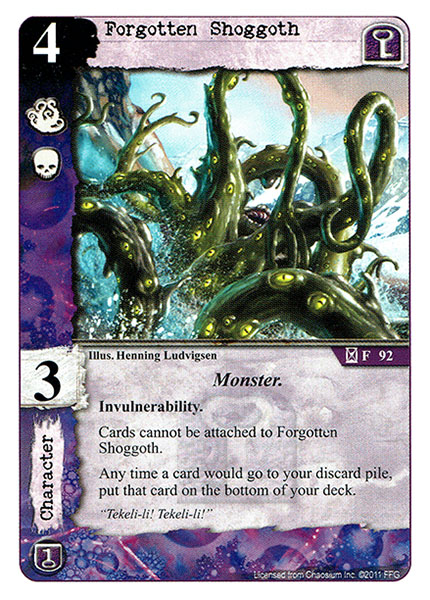 4
Forgotten Shoggoth
Illus. Henning Ludvigsen
F 92
3
Monster.
Invulnerability.
Cards cannot be attached to Forgotten
Shoggoth.
Any time a card would go to your discard pile,
put that card on the bottom of your deck.
“Tekeli-li! Tekeli-li!”
Character
Licensed from Chaosium Inc. ©2011 FFG